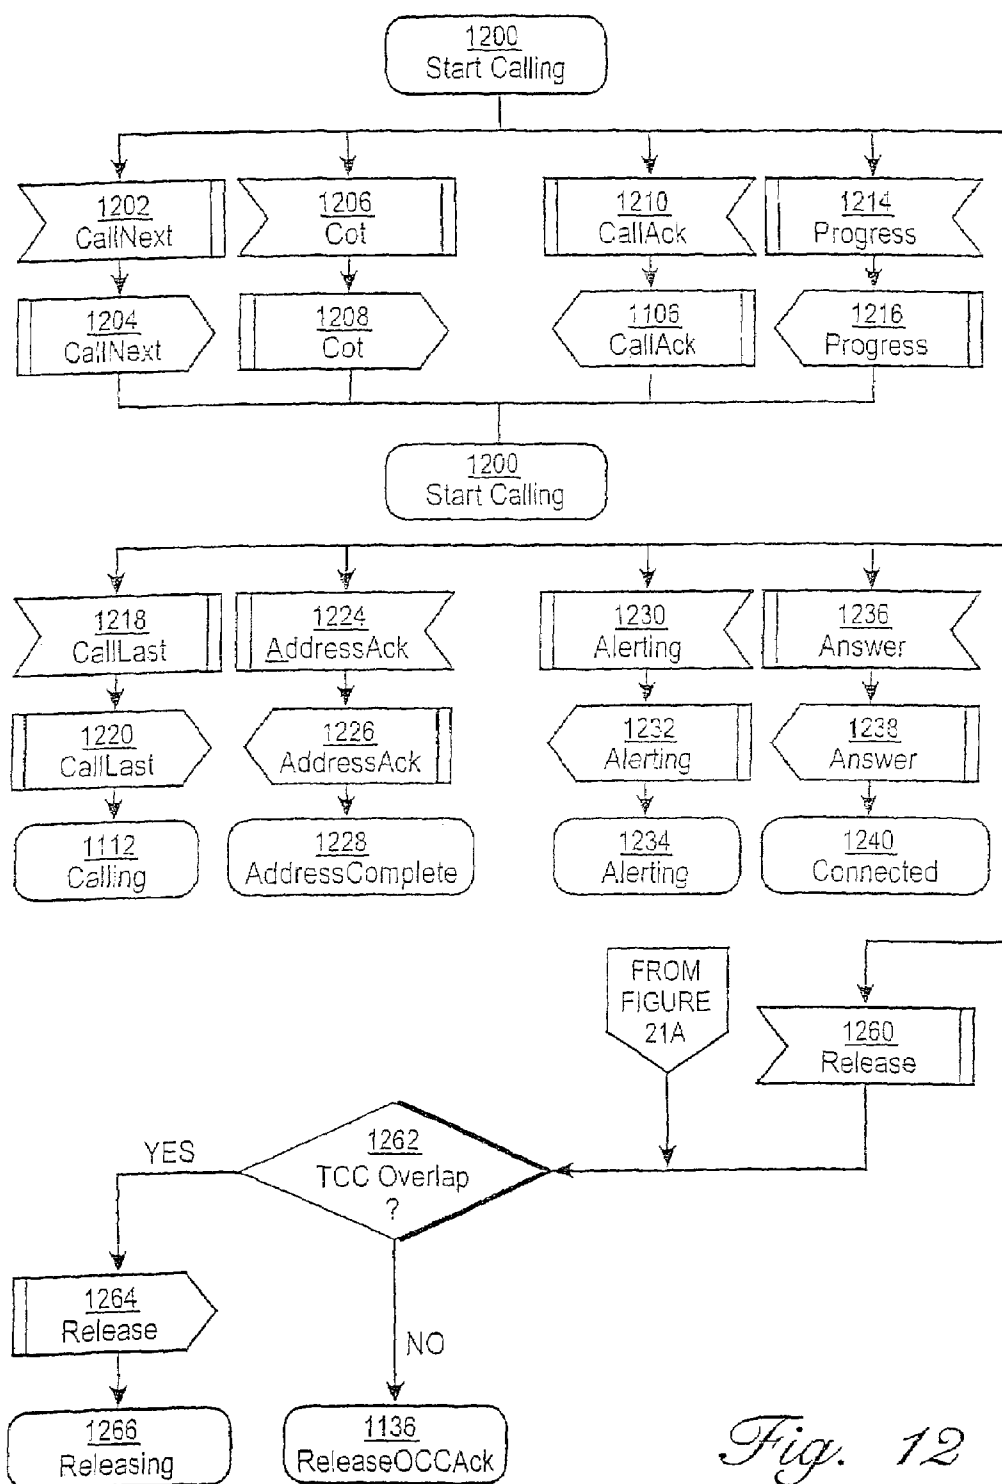 1200
Start Calling
1202
CallNext
1206
Cot
1210
CallAck
1214
Progress
1204
CallNext
1208
Cot
1106
CallAck
1216
Progress
1200
Start Calling
1218
CallLast
1224
AddressAck
1230
Alerting
1236
Answer
1220
CallLast
1226
AddressAck
1232
Alerting
1238
Answer
1112
Calling
1228
AddressComplete
1234
Alerting
1240
Connected
FROM
FIGURE
21A
1260
Release
YES
1262
TCC Overlap
?
1264
Release
NO
1266
Releasing
1136
ReleaseOCCAck
Fig. 12